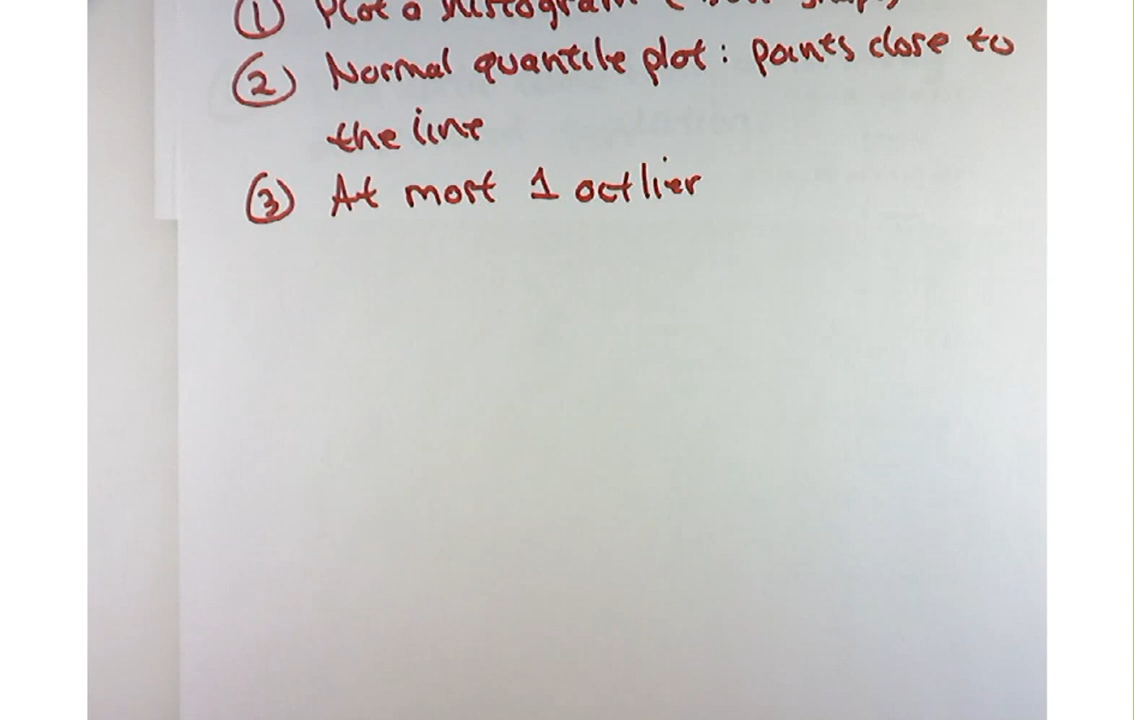 ① Plot a histogram (
② Normal quantile plot: points close to
the line
③ At most 1 outlier